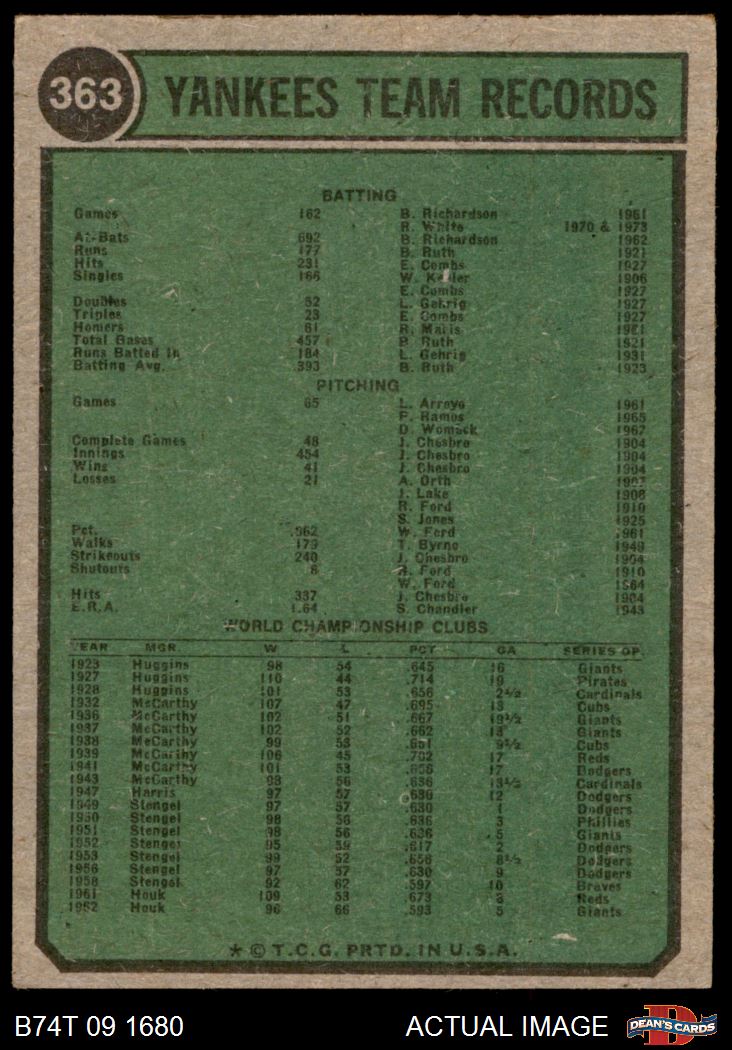 363 YANKEES TEAM RECORDS
BATTING
Games 162 B. Richardson 1961
R. White 1970 & 1973
At-Bats 692 B. Richardson 1962
Runs 177 B. Ruth 1921
Hits 231 E. Combs 1927
Singles 166 W. Keeler 1906
E. Combs 1927
Doubles 52 L. Gehrig 1927
Triples 23 E. Combs 1927
Homers 61 R. Maris 1961
Total Bases 457 B. Ruth 1921
Runs Batted In 184 L. Gehrig 1931
Batting Avg. .393 B. Ruth 1923
PITCHING
Games 65 L. Arroyo 1961
P. Ramos 1965
D. Womack 1967
Complete Games 48 J. Chesbro 1904
Innings 454 J. Chesbro 1904
Wins 41 J. Chesbro 1904
Losses 21 A. Orth 1907
J. Lake 1908
R. Ford 1910
S. Jones 1925
Pct. .862 W. Ford 1961
Walks 179 T. Byrne 1949
Strikeouts 240 J. Chesbro 1904
Shutouts 8 R. Ford 1910
W. Ford 1964
Hits 337 J. Chesbro 1904
E.R.A. 1.64 S. Chandler 1943
WORLD CHAMPIONSHIP CLUBS
YEAR MGR. W L PCT GA SERIES OP.
1923 Huggins 98 54 .645 16 Giants
1927 Huggins 110 44 .714 19 Pirates
1928 Huggins 101 53 .656 2½ Cardinals
1932 McCarthy 107 47 .695 13 Cubs
1936 McCarthy 102 51 .667 19½ Giants
1937 McCarthy 102 52 .662 13 Giants
1938 McCarthy 99 53 .651 9½ Cubs
1939 McCarthy 106 45 .702 17 Reds
1941 McCarthy 101 53 .656 17 Dodgers
1943 McCarthy 98 56 .636 13½ Cardinals
1947 Harris 97 57 .630 12 Dodgers
1949 Stengel 97 57 .630 1 Dodgers
1950 Stengel 98 56 .636 3 Phillies
1951 Stengel 98 56 .636 5 Giants
1952 Stengel 95 59 .617 2 Dodgers
1953 Stengel 99 52 .656 8½ Dodgers
1956 Stengel 97 57 .630 9 Dodgers
1958 Stengel 92 62 .597 10 Braves
1961 Houk 109 53 .673 8 Reds
1962 Houk 96 66 .593 5 Giants
* © T.C.G. PRTD. IN U.S.A.
B74T 09 1680 ACTUAL IMAGE DEAN'S CARDS